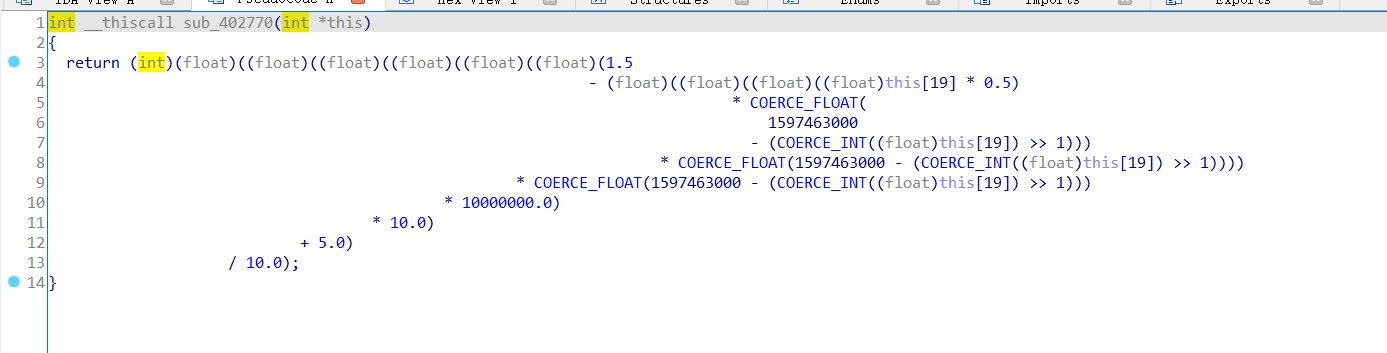 IDA View-A Pseudocode-A Hex View-1 Structures Enums Imports Exports
1 int __thiscall sub_402770(int *this)
2 {
3 return (int)(float)((float)((float)((float)((float)((float)(1.5
4 - (float)((float)((float)((float)this[19] * 0.5)
5 * COERCE_FLOAT(
6 1597463000
7 - (COERCE_INT((float)this[19]) >> 1)))
8 * COERCE_FLOAT(1597463000 - (COERCE_INT((float)this[19]) >> 1))))
9 * COERCE_FLOAT(1597463000 - (COERCE_INT((float)this[19]) >> 1)))
10 * 10000000.0)
11 * 10.0)
12 + 5.0)
13 / 10.0);
14 }